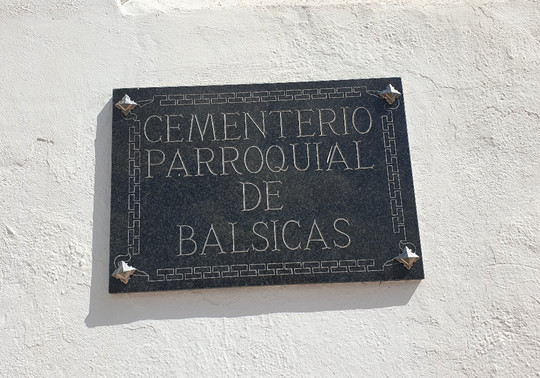 CEMENTERIO
PARROQUIAL
DE
BALSICAS